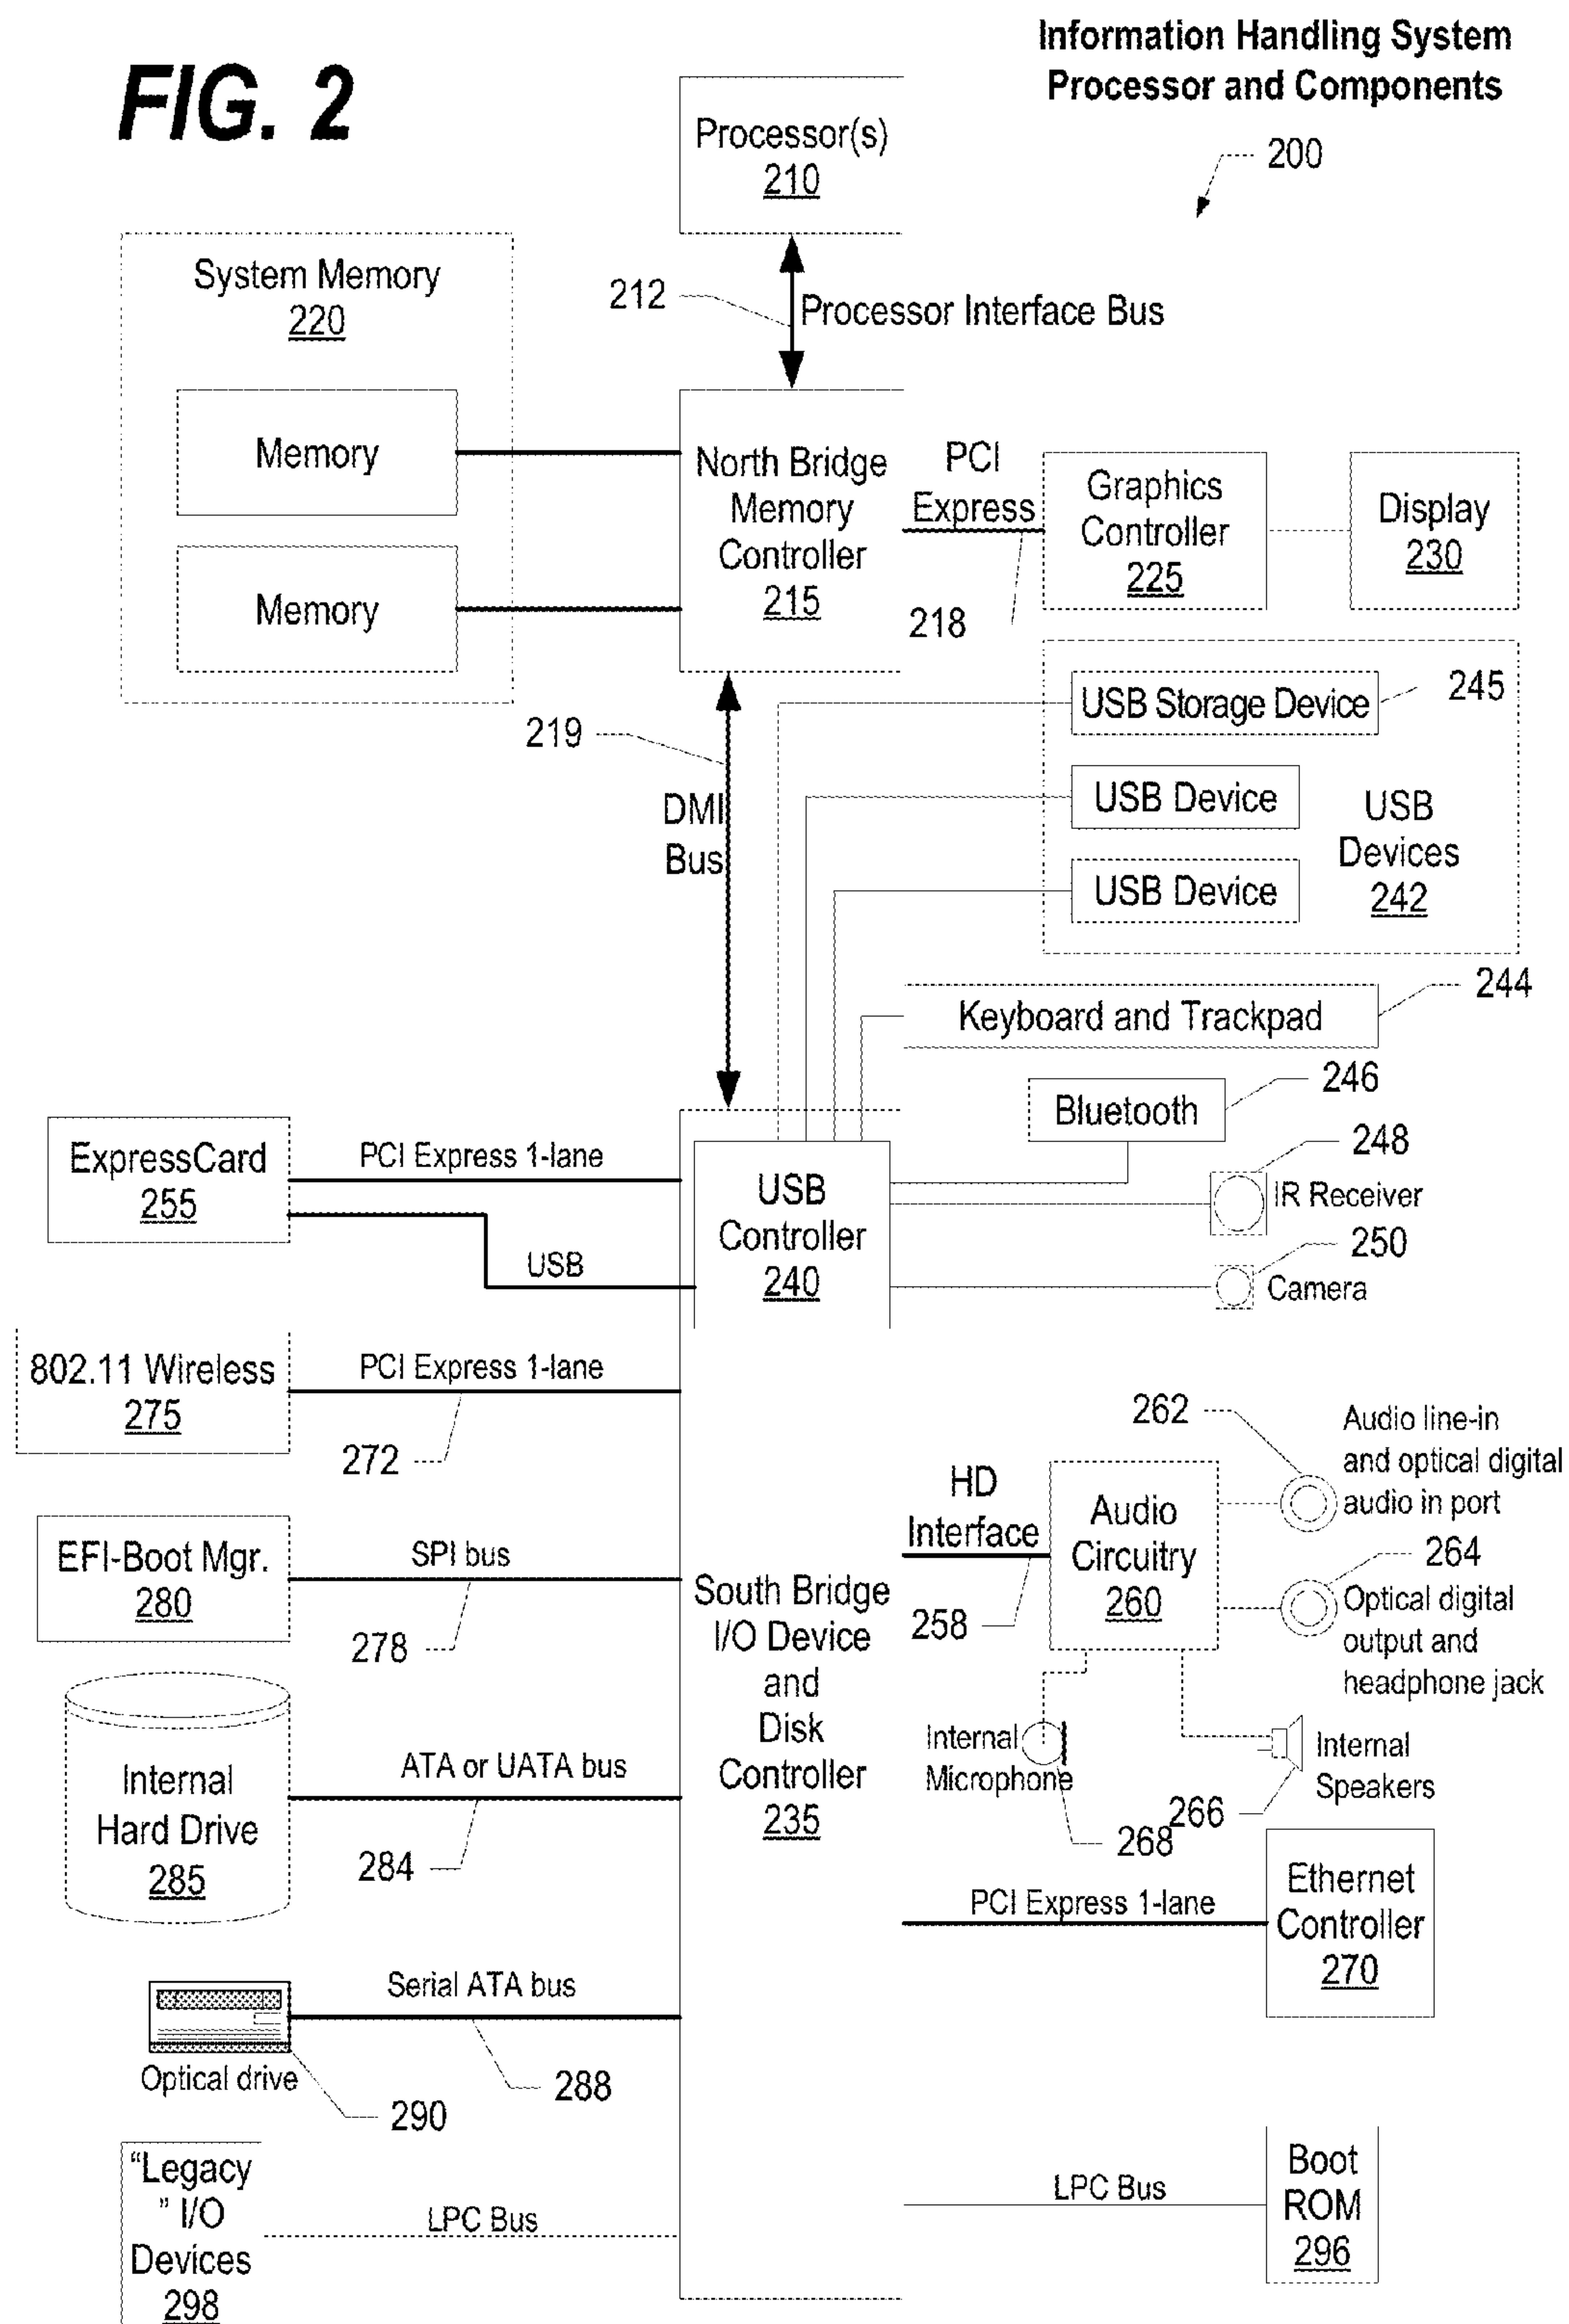 FIG. 2
Information Handling System
Processor and Components
200
Processor(s)
210
212
Processor Interface Bus
System Memory
220
Memory
Memory
North Bridge
Memory
Controller
215
PCI
Express
218
Graphics
Controller
225
Display
230
219
DMI
Bus
USB Storage Device
245
USB Device
USB Device
USB
Devices
242
Keyboard and Trackpad
244
Bluetooth
246
248
IR Receiver
250
Camera
USB
Controller
240
ExpressCard
255
PCI Express 1-lane
USB
802.11 Wireless
275
PCI Express 1-lane
272
EFI-Boot Mgr.
280
SPI bus
278
Internal
Hard Drive
285
ATA or UATA bus
284
Serial ATA bus
288
Optical drive
290
"Legacy
" I/O
Devices
298
LPC Bus
South Bridge
I/O Device
and
Disk
Controller
235
HD
Interface
258
Audio
Circuitry
260
262
Audio line-in
and optical digital
audio in port
264
Optical digital
output and
headphone jack
Internal
Microphone
268
266
Internal
Speakers
PCI Express 1-lane
Ethernet
Controller
270
LPC Bus
Boot
ROM
296